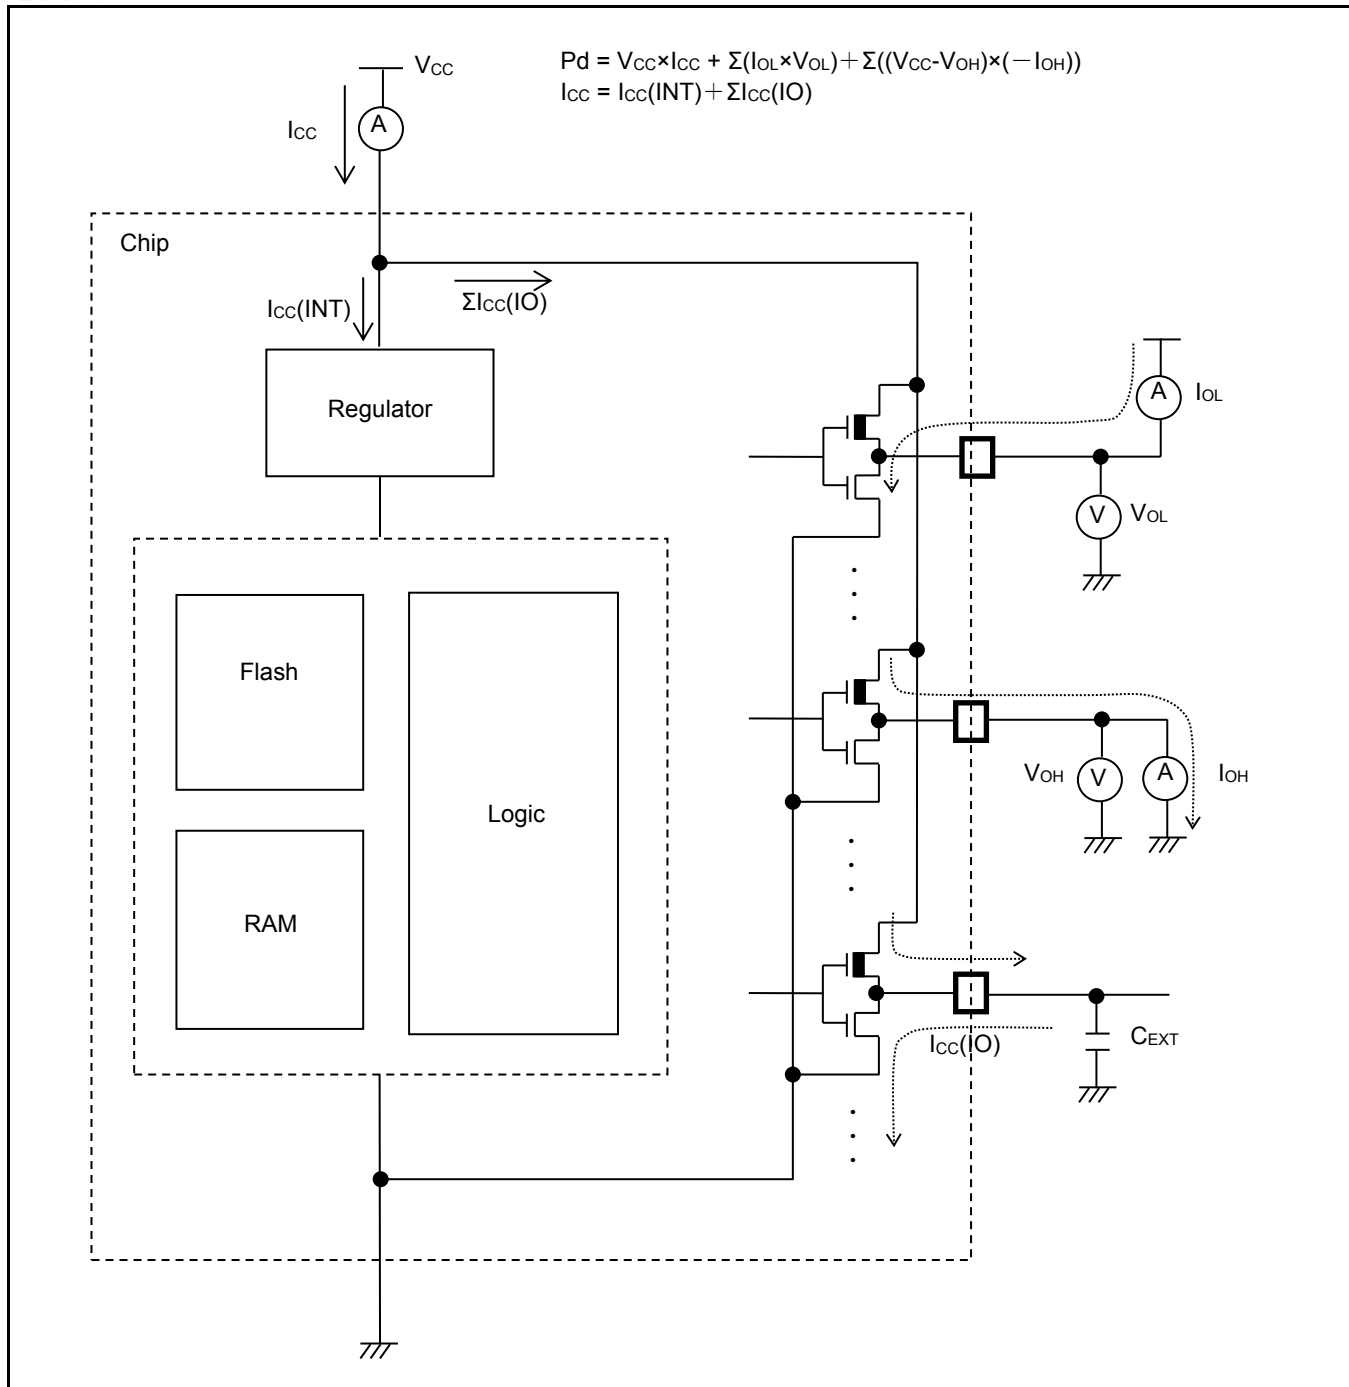 Pd = VCC×ICC + Σ(IOL×VOL)＋Σ((VCC-VOH)×(－IOH))
ICC = ICC(INT)＋ΣICC(IO)
VCC
A
ICC
Chip
ICC(INT)
ΣICC(IO)
Regulator
A
IOL
V
VOL
Flash
Logic
RAM
VOH
V
A
IOH
ICC(IO)
CEXT